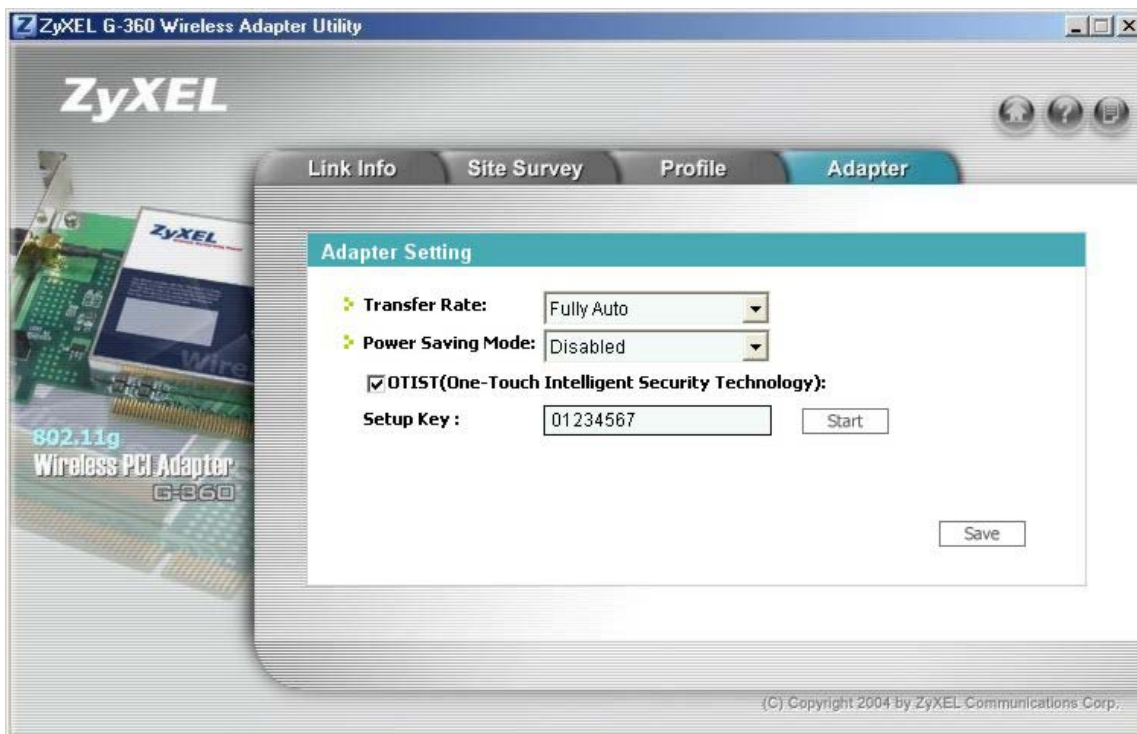 ZyXEL G-360 Wireless Adapter Utility
ZyXEL
Link Info
Site Survey
Profile
Adapter
ZyXEL
Adapter Setting
Transfer Rate:
Fully Auto
Power Saving Mode:
Disabled
OTIST(One-Touch Intelligent Security Technology):
Setup Key :
01234567
Start
802.11g
Wireless PCI Adapter
G-360
Save
(C) Copyright 2004 by ZyXEL Communications Corp.